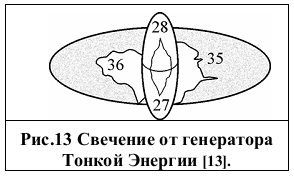 28
36
35
27
Рис.13 Свечение от генератора
Тонкой Энергии [13].